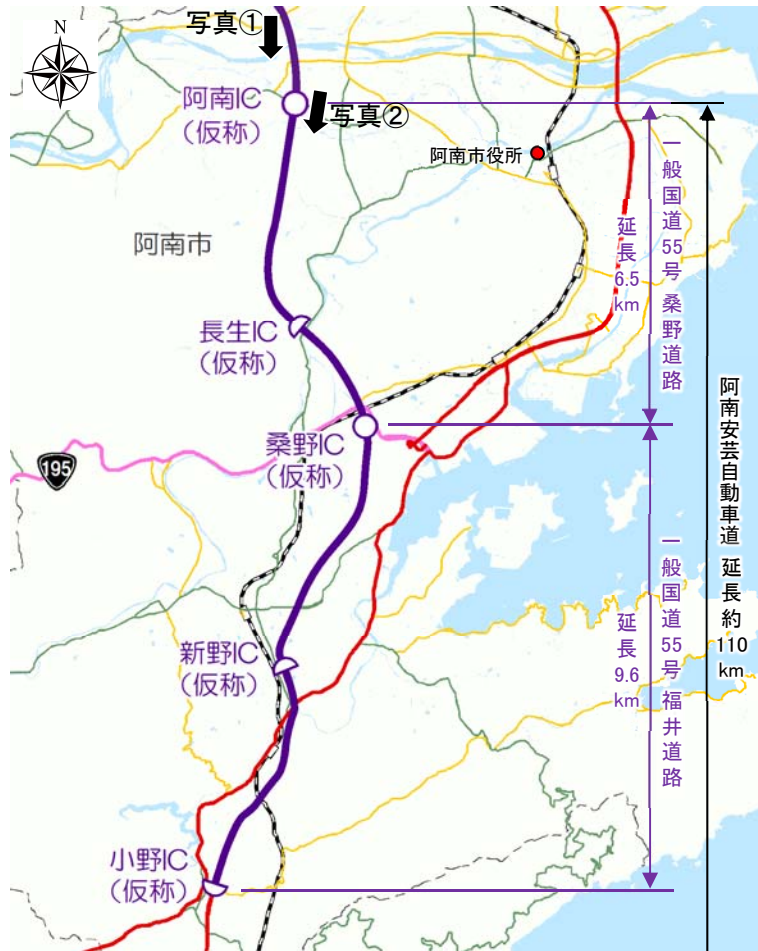 写真①
N
阿南IC
(仮称)
写真②
阿南市役所
阿南市
長生IC
(仮称)
桑野IC
(仮称)
195
新野IC
(仮称)
小野IC
(仮称)
一般国道55号 桑野道路
延長6.5km
一般国道55号 福井道路
延長9.6km
阿南安芸自動車道 延長約110km